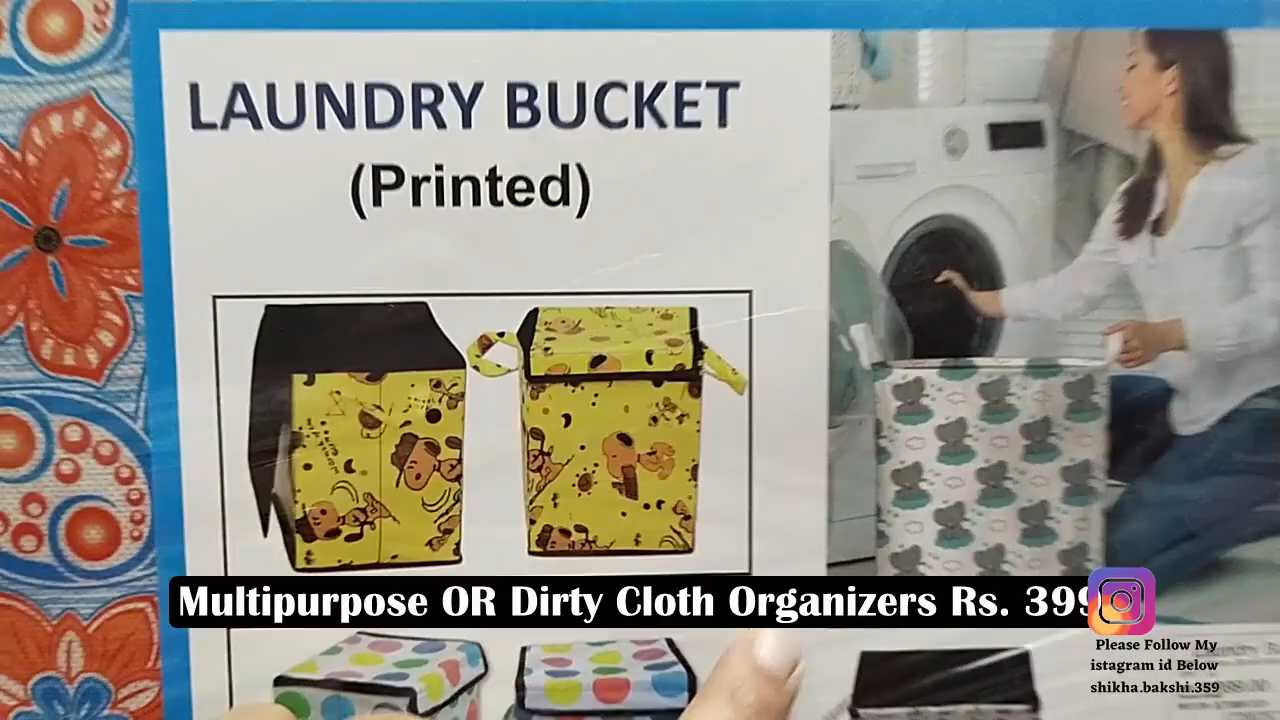 LAUNDRY BUCKET
(Printed)
Multipurpose OR Dirty Cloth Organizers Rs. 399
Please Follow My
istagram id Below
shikha.bakshi.359